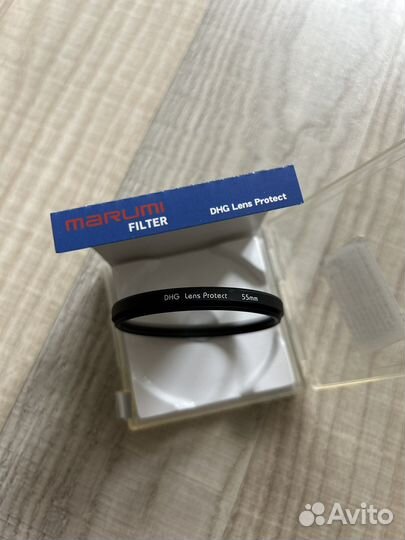 marumi
FILTER
DHG Lens Protect
DHG Lens Protect 55mm
Avito